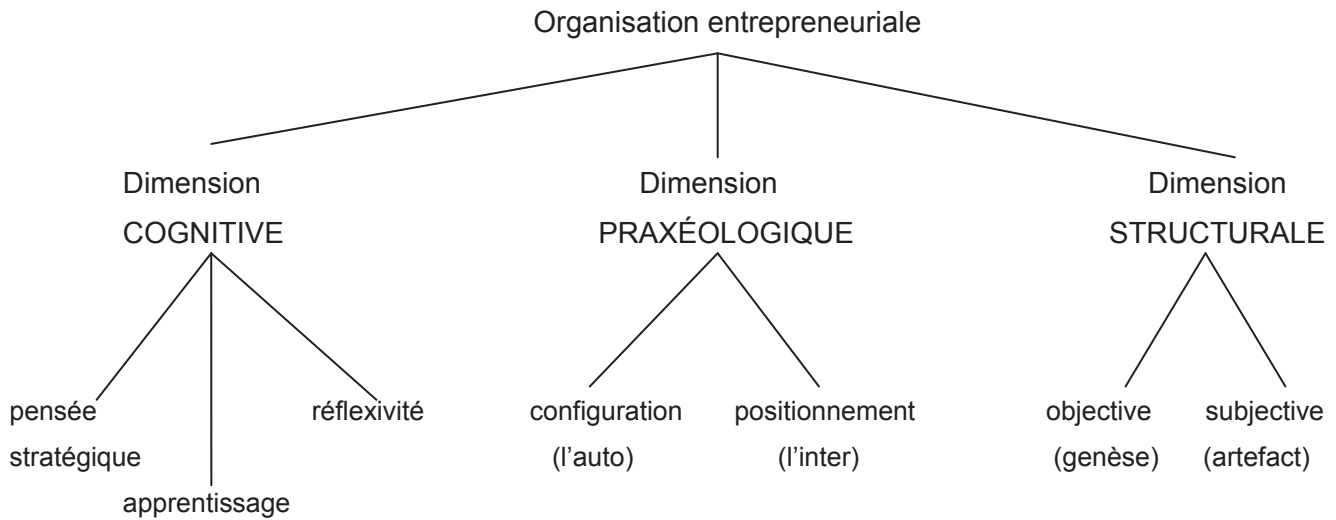 Organisation entrepreneuriale
Dimension
COGNITIVE
Dimension
PRAXÉOLOGIQUE
Dimension
STRUCTURALE
pensée
stratégique
apprentissage
réflexivité
configuration
(l’auto)
positionnement
(l’inter)
objective
(genèse)
subjective
(artefact)